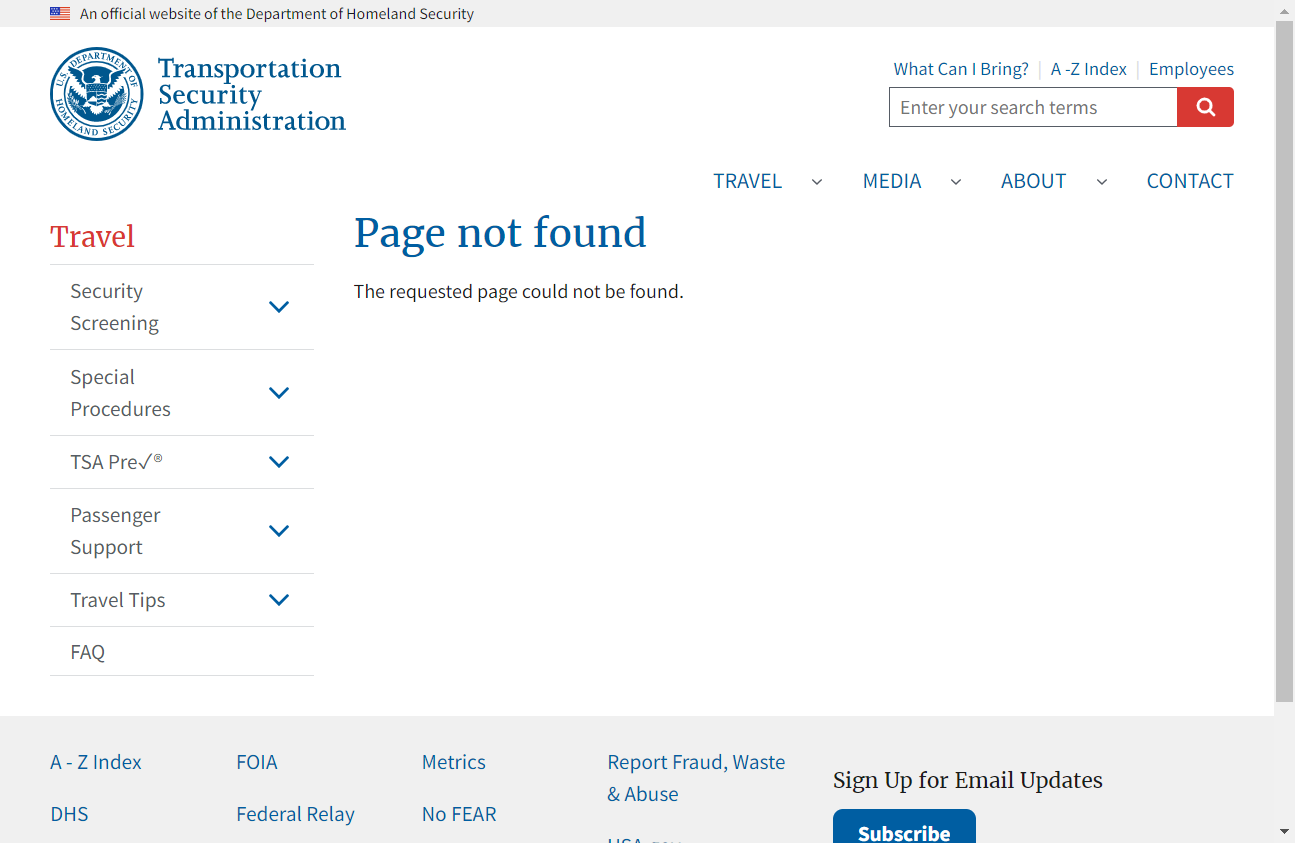 An official website of the Department of Homeland Security
U.S. DEPARTMENT OF
HOMELAND SECURITY
Transportation
Security
Administration
What Can I Bring?
A -Z Index
Employees
Enter your search terms
TRAVEL
MEDIA
ABOUT
CONTACT
Travel
Security
Screening
Special
Procedures
TSA Pre✓®
Passenger
Support
Travel Tips
FAQ
Page not found
The requested page could not be found.
A - Z Index
FOIA
Metrics
Report Fraud, Waste
& Abuse
DHS
Federal Relay
No FEAR
Sign Up for Email Updates
Subscribe